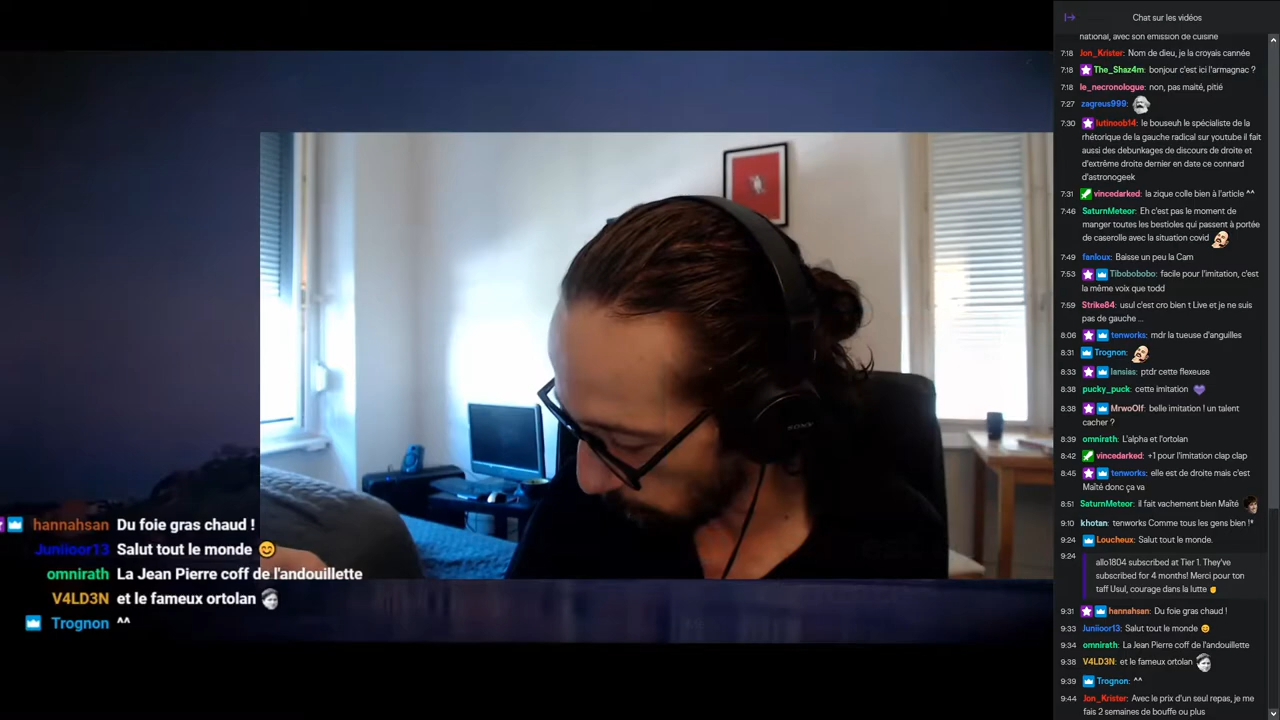 Chat sur les vidéos
national, avec son émission de cuisine
7:18 Jon_Krister: Nom de dieu, je la croyais cannée
7:18 The_Shaz4m: bonjour c'est ici l'armagnac ?
7:18 le_necronologue: non, pas maité, pitié
7:27 zagreus999:
7:30 lutinoob14: le bouseuh le spécialiste de la
rhétorique de la gauche radical sur youtube il fait
aussi des debunkages de discours de droite et
d'extrême droite dernier en date ce connard
d'astronogeek
7:31 vincedarked: la zique colle bien à l'article ^^
7:46 SaturnMeteor: Eh c'est pas le moment de
manger toutes les bestioles qui passent à portée
de caserolle avec la situation covid
7:49 fanloux: Baisse un peu la Cam
7:53 Tibobobobo: facile pour l'imitation, c'est
la même voix que todd
7:59 Strike84: usul c'est cro bien t Live et je ne suis
pas de gauche ...
8:06 tenworks: mdr la tueuse d'anguilles
8:31 Trognon:
8:33 lansias: ptdr cette flexeuse
8:38 pucky_puck: cette imitation
8:38 MrwoOlf: belle imitation ! un talent
cacher ?
8:39 omnirath: L'alpha et l'ortolan
8:42 vincedarked: +1 pour l'imitation clap clap
8:45 tenworks: elle est de droite mais c'est
Maïté donc ça va
8:51 SaturnMeteor: il fait vachement bien Maïté
9:10 khotan: tenworks Comme tous les gens bien !*
9:24 Loucheux: Salut tout le monde.
9:24
allo1804 subscribed at Tier 1. They've
subscribed for 4 months! Merci pour ton
taff Usul, courage dans la lutte
9:31 hannahsan: Du foie gras chaud !
9:33 Juniioor13: Salut tout le monde
9:34 omnirath: La Jean Pierre coff de l'andouillette
9:38 V4LD3N: et le fameux ortolan
9:39 Trognon: ^^
9:44 Jon_Krister: Avec le prix d'un seul repas, je me
fais 2 semaines de bouffe ou plus
SONY
hannahsan Du foie gras chaud !
Juniioor13 Salut tout le monde
omnirath La Jean Pierre coff de l'andouillette
V4LD3N et le fameux ortolan
Trognon ^^